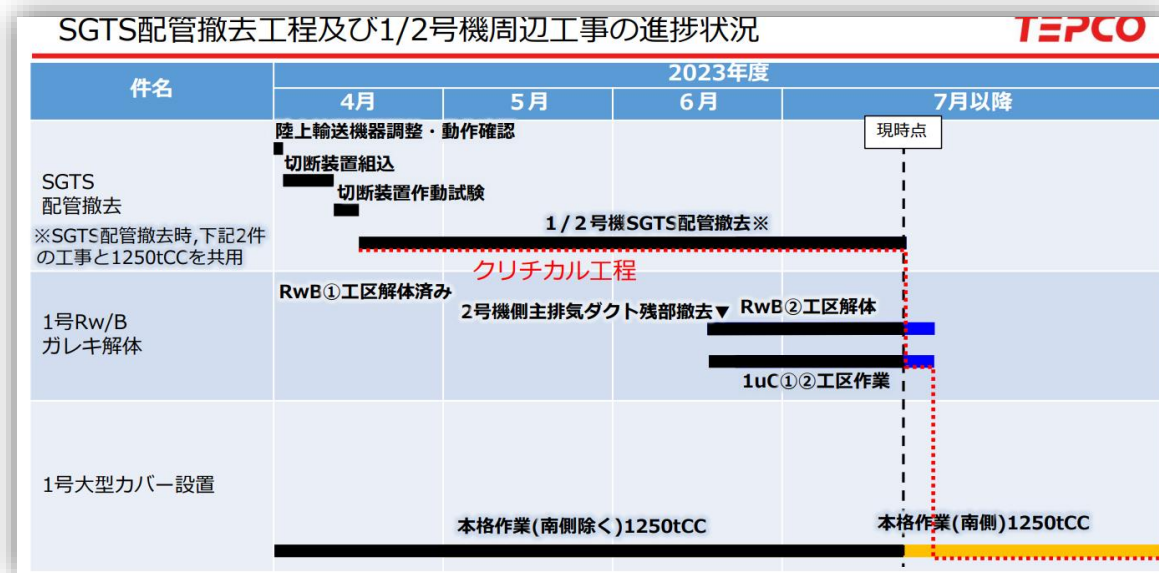 SGTS配管撤去工程及び1/2号機周辺工事の進捗状況
TEPCO
件名
2023年度
4月
5月
6月
7月以降
現時点
陸上輸送機器調整・動作確認
切断装置組込
切断装置作動試験
SGTS
配管撤去
1/2号機SGTS配管撤去※
※SGTS配管撤去時,下記2件
の工事と1250tCCを共用
クリチカル工程
RwB①工区解体済み
2号機側主排気ダクト残部撤去▼
RwB②工区解体
1号Rw/B
ガレキ解体
1uC①②工区作業
1号大型カバー設置
本格作業(南側除く)1250tCC
本格作業(南側)1250tCC